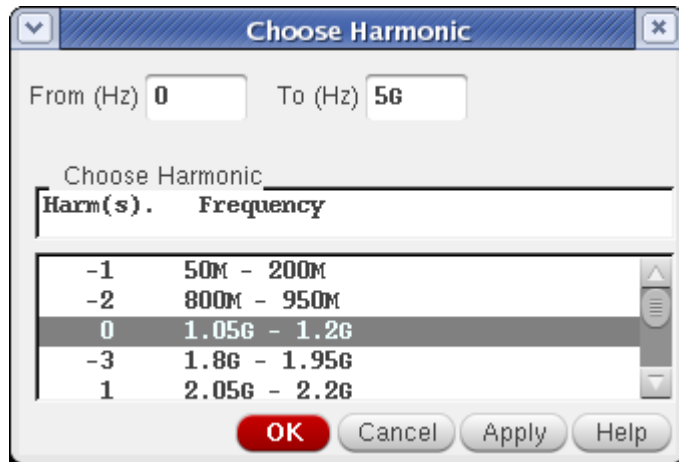 Choose Harmonic
From (Hz) 0 To (Hz) 5G
Choose Harmonic
Harm(s). Frequency
-1 50M - 200M
-2 800M - 950M
0 1.05G - 1.2G
-3 1.8G - 1.95G
1 2.05G - 2.2G
OK Cancel Apply Help